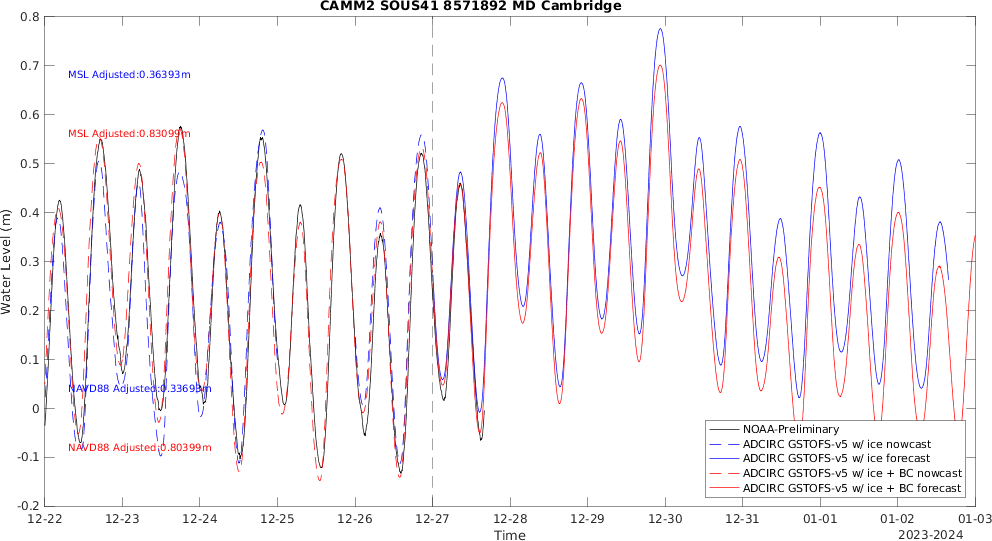 CAMM2 SOUS41 8571892 MD Cambridge
0.8
0.7
0.6
0.5
0.4
0.3
0.2
0.1
0
-0.1
-0.2
Water Level (m)
MSL Adjusted:0.36393m
MSL Adjusted:0.83099m
NAVD88 Adjusted:0.33693m
NAVD88 Adjusted:0.80399m
NOAA-Preliminary
ADCIRC GSTOFS-v5 w/ ice nowcast
ADCIRC GSTOFS-v5 w/ ice forecast
ADCIRC GSTOFS-v5 w/ ice + BC nowcast
ADCIRC GSTOFS-v5 w/ ice + BC forecast
12-22 12-23 12-24 12-25 12-26 12-27 12-28 12-29 12-30 12-31 01-01 01-02 01-03
Time
2023-2024